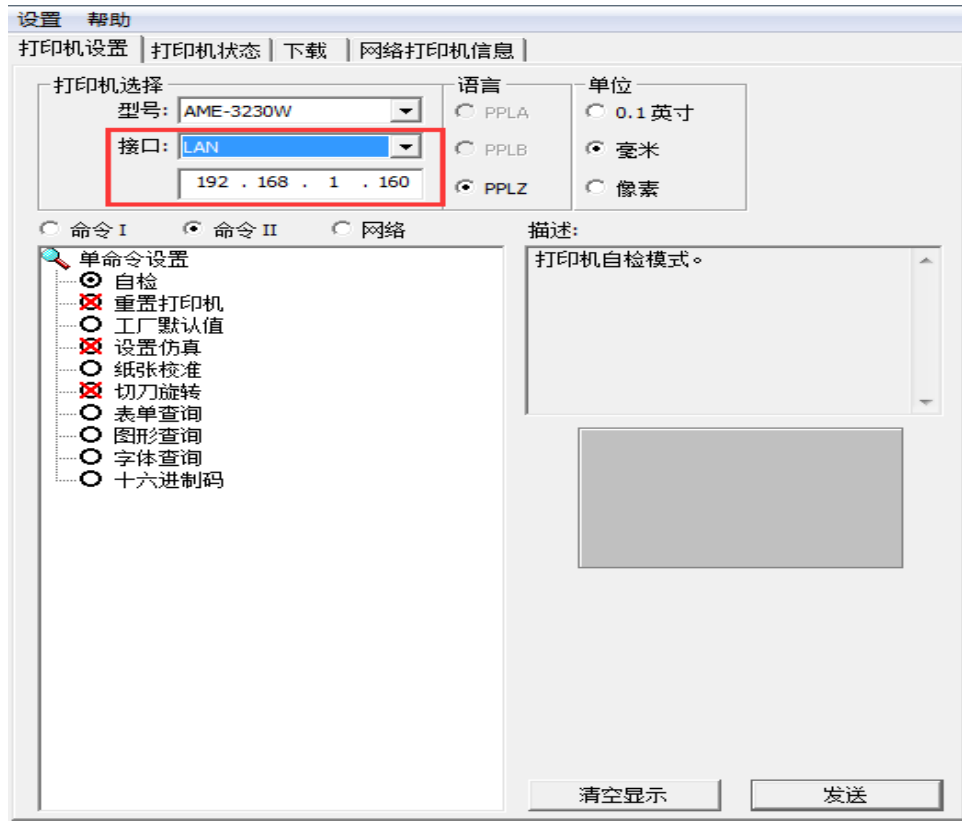 设置 帮助
打印机设置 打印机状态 下载 网络打印机信息
打印机选择 语言 单位
型号: AME-3230W PPLA 0.1 英寸
接口: LAN PPLB 毫米
192 . 168 . 1 . 160 PPLZ 像素
命令 I 命令 II 网络 描述:
单命令设置 打印机自检模式。
自检
重置打印机
工厂默认值
设置仿真
纸张校准
切刀旋转
表单查询
图形查询
字体查询
十六进制码
清空显示 发送